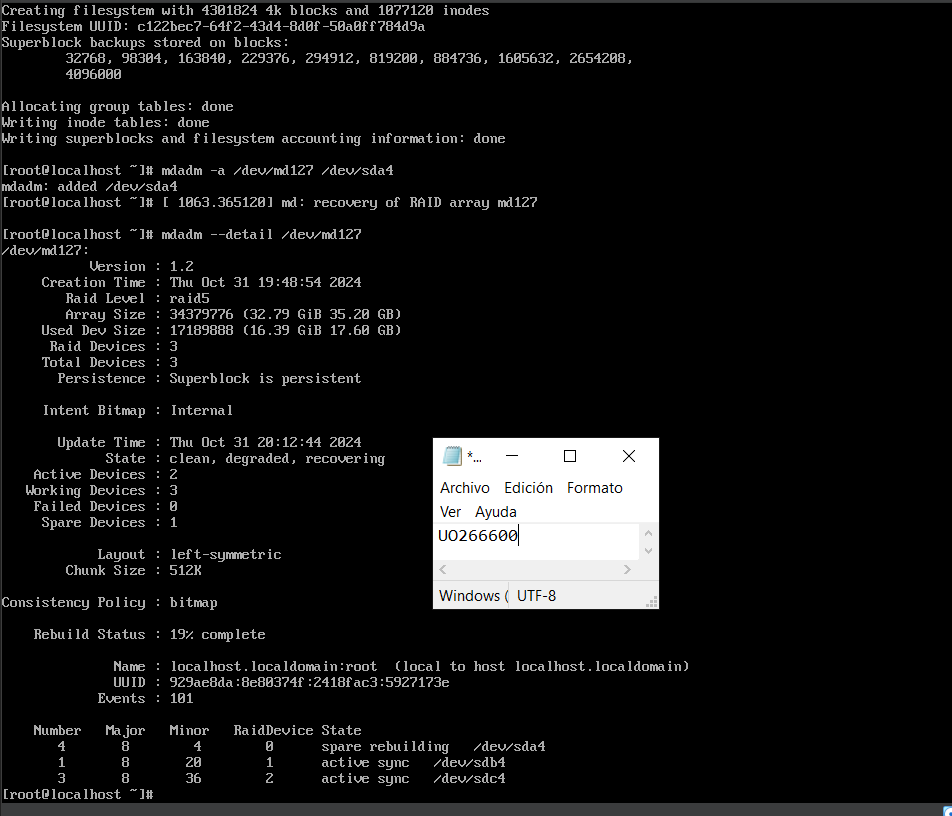 Creating filesystem with 4301824 4k blocks and 1077120 inodes
Filesystem UUID: c122bec7-64f2-43d4-8d0f-50a0ff784d9a
Superblock backups stored on blocks:
32768, 98304, 163840, 229376, 294912, 819200, 884736, 1605632, 2654208,
4096000
Allocating group tables: done
Writing inode tables: done
Writing superblocks and filesystem accounting information: done
[root@localhost ~]# mdadm -a /dev/md127 /dev/sda4
mdadm: added /dev/sda4
[root@localhost ~]# [ 1063.365120] md: recovery of RAID array md127
[root@localhost ~]# mdadm --detail /dev/md127
/dev/md127:
Version : 1.2
Creation Time : Thu Oct 31 19:48:54 2024
Raid Level : raid5
Array Size : 34379776 (32.79 GiB 35.20 GB)
Used Dev Size : 17189888 (16.39 GiB 17.60 GB)
Raid Devices : 3
Total Devices : 3
Persistence : Superblock is persistent
Intent Bitmap : Internal
Update Time : Thu Oct 31 20:12:44 2024
State : clean, degraded, recovering
Active Devices : 2
Working Devices : 3
Failed Devices : 0
Spare Devices : 1
Layout : left-symmetric
Chunk Size : 512K
Consistency Policy : bitmap
Rebuild Status : 19% complete
Name : localhost.localdomain:root  (local to host localhost.localdomain)
UUID : 929ae8da:8e80374f:2418fac3:5927173e
Events : 101
Number   Major   Minor   RaidDevice State
4       8        4        0      spare rebuilding   /dev/sda4
1       8       20        1      active sync   /dev/sdb4
3       8       36        2      active sync   /dev/sdc4
[root@localhost ~]#
*...
Archivo Edición Formato
Ver Ayuda
UO266600
Windows ( UTF-8